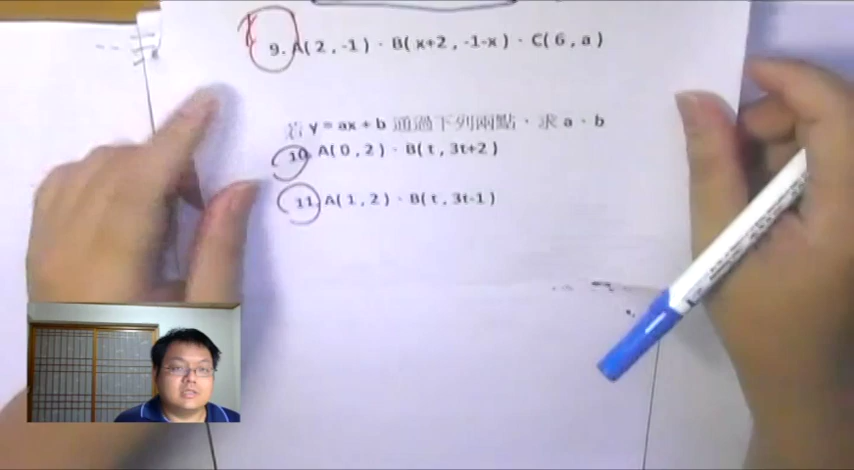 9. A(2,-1)、B(x+2,-1-x)、C(6,a)
若 y=ax+b 通過下列兩點,求 a、b
10. A(0,2)、B(t,3t+2)
11. A(1,2)、B(t,3t-1)